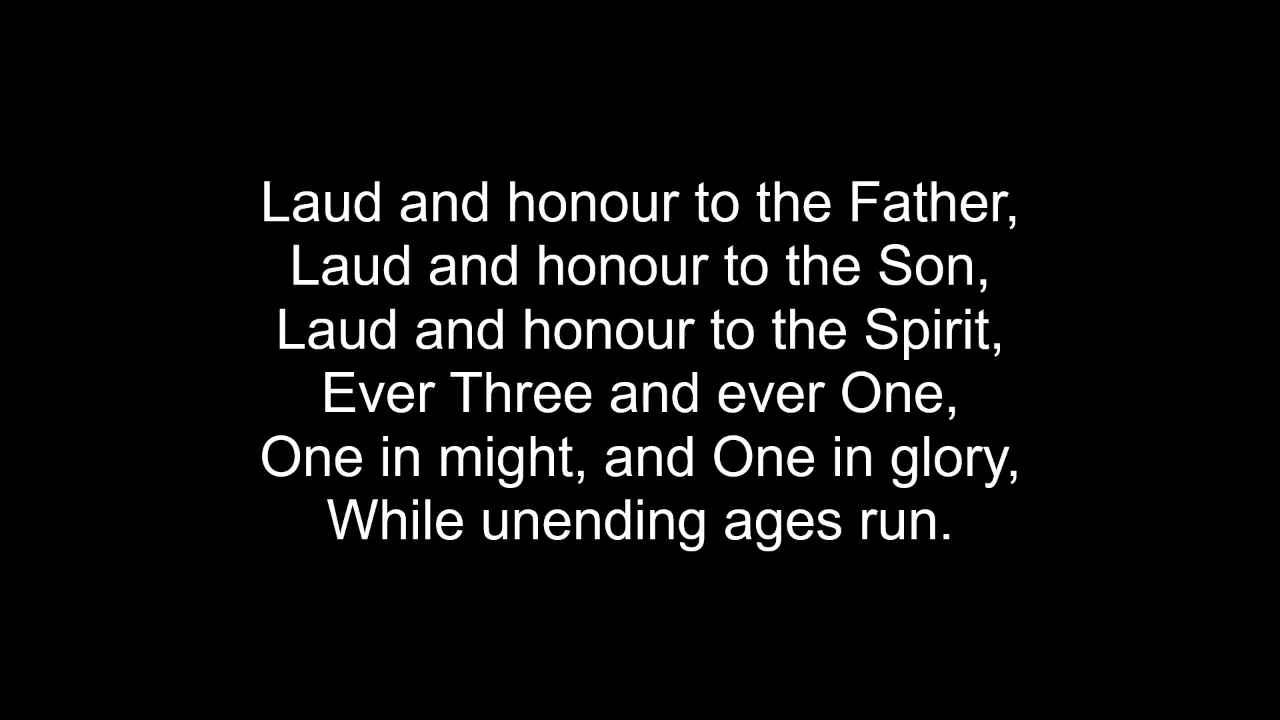 Laud and honour to the Father,
Laud and honour to the Son,
Laud and honour to the Spirit,
Ever Three and ever One,
One in might, and One in glory,
While unending ages run.